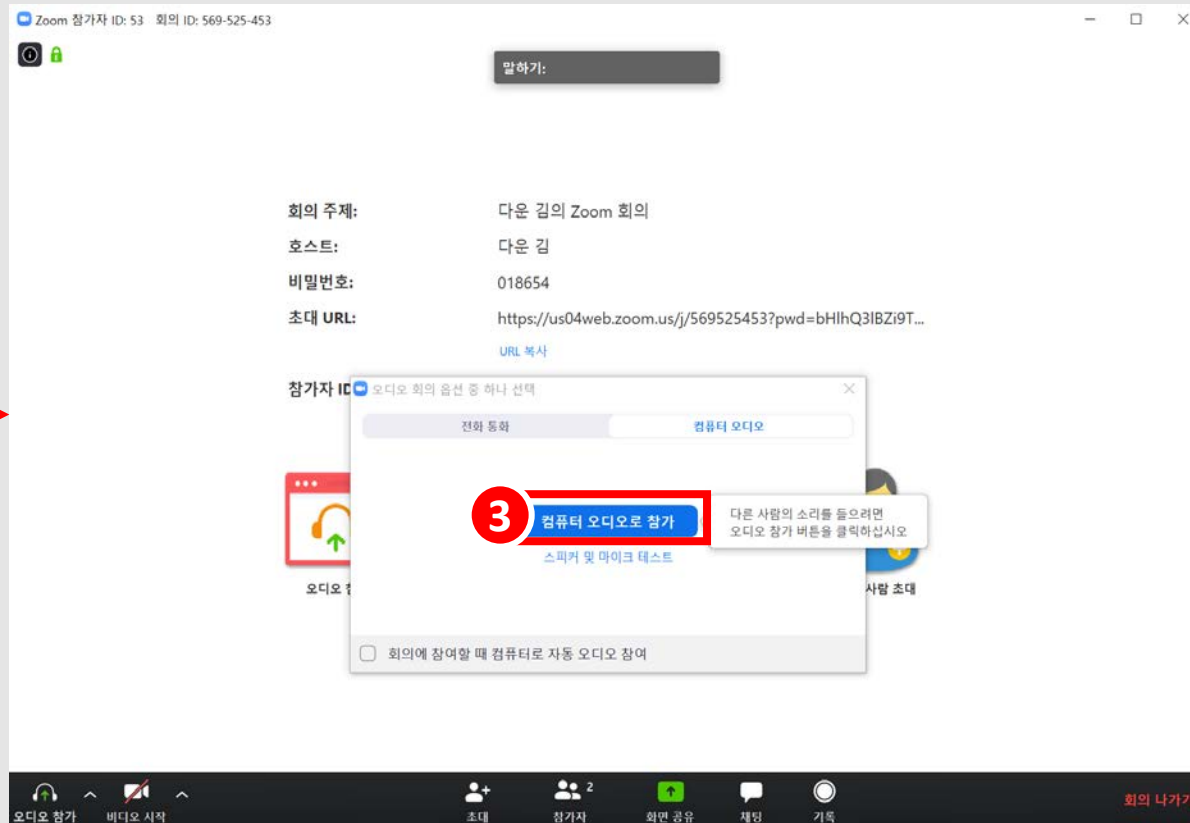 Zoom 참가자 ID: 53 회의 ID: 569-525-453
말하기:
회의 주제: 다운 김의 Zoom 회의
호스트: 다운 김
비밀번호: 018654
초대 URL: https://us04web.zoom.us/j/569525453?pwd=bHlhQ3lBZi9T...
URL 복사
참가자 ID
오디오 회의 옵션 중 하나 선택
전화 통화 컴퓨터 오디오
3 컴퓨터 오디오로 참가
다른 사람의 소리를 들으려면
오디오 참가 버튼을 클릭하십시오
스피커 및 마이크 테스트
오디오 사람 초대
회의에 참여할 때 컴퓨터로 자동 오디오 참여
오디오 참가 비디오 시작 초대 참가자 2 화면 공유 채팅 기록 회의 나가기